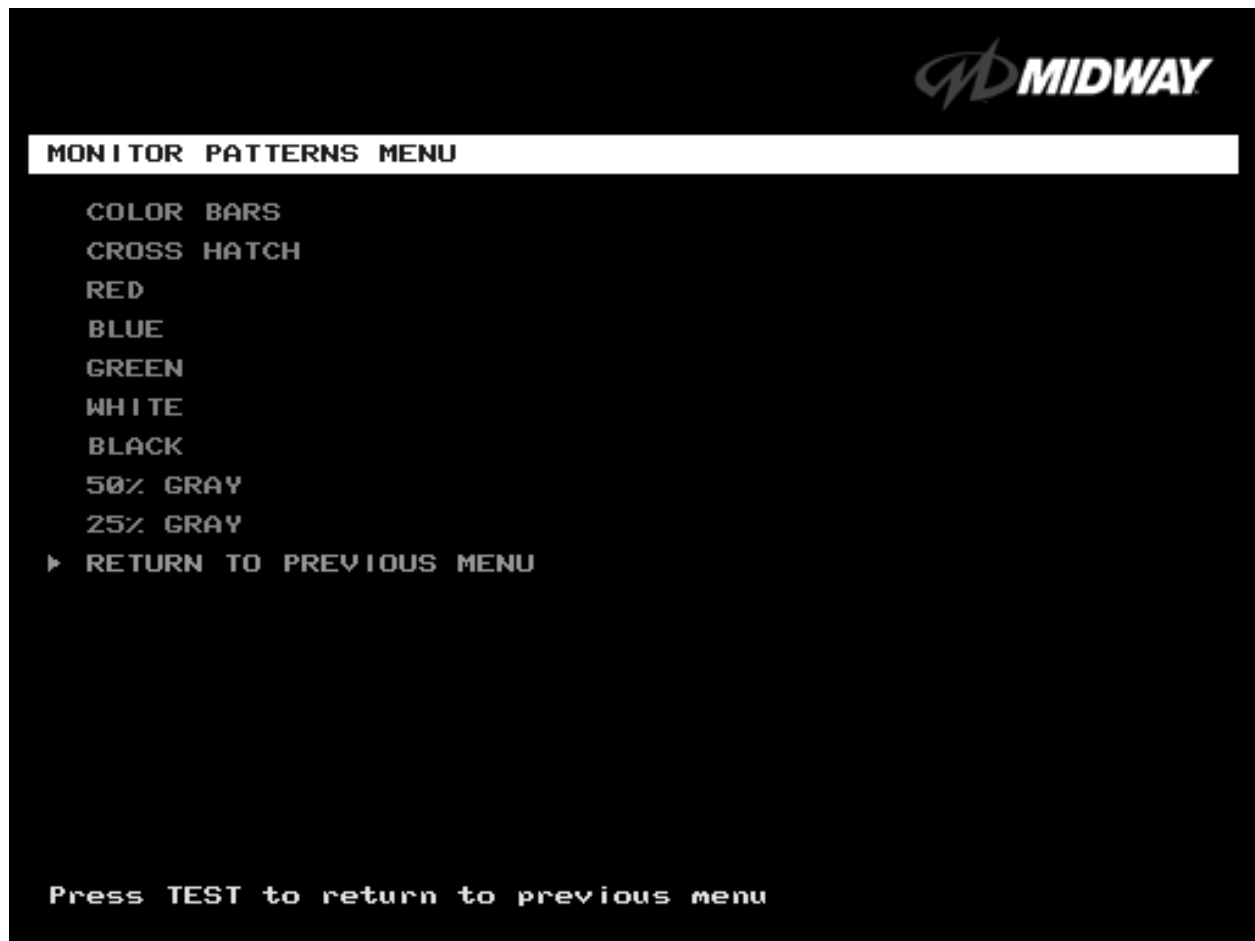 MIDWAY
MONITOR PATTERNS MENU
COLOR BARS
CROSS HATCH
RED
BLUE
GREEN
WHITE
BLACK
50% GRAY
25% GRAY
RETURN TO PREVIOUS MENU
Press TEST to return to previous menu